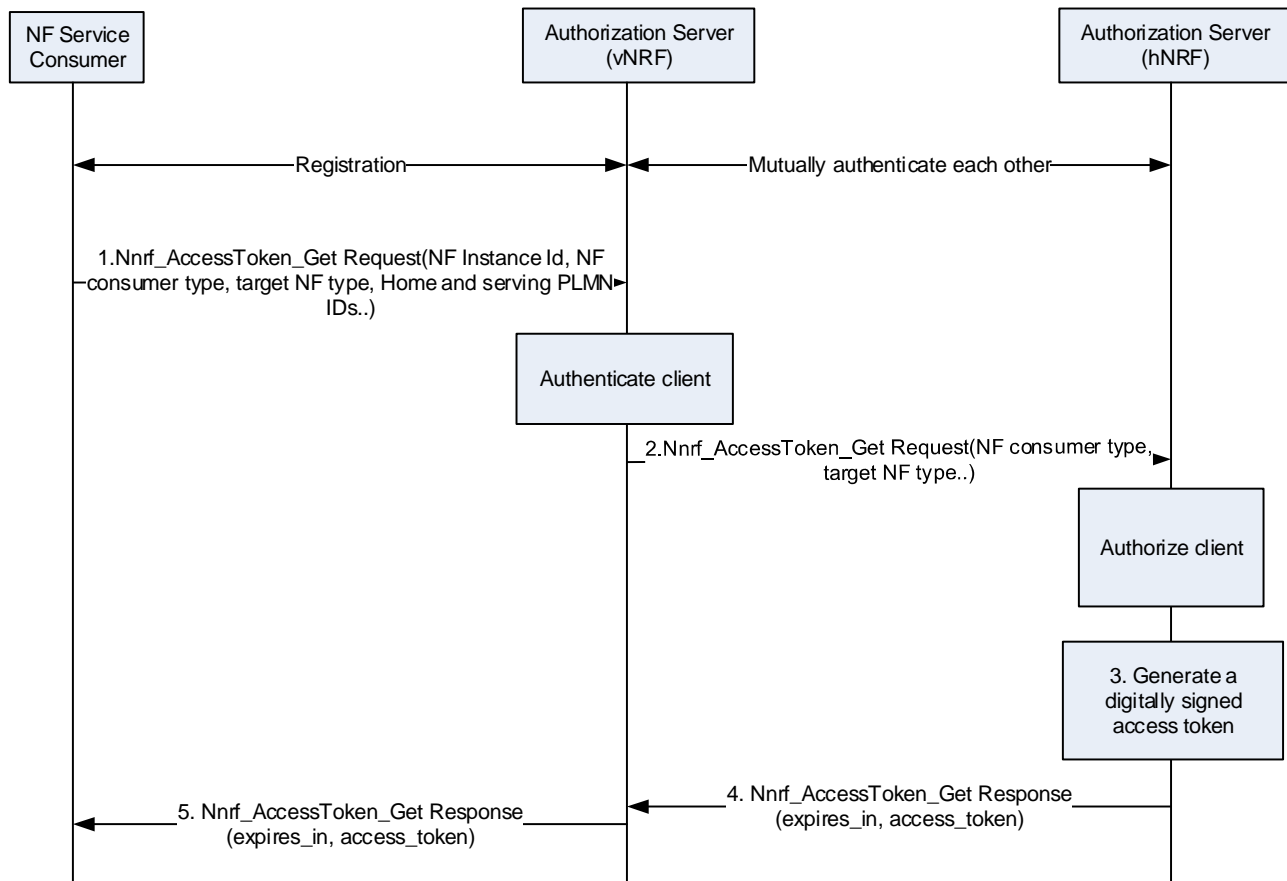 NF Service
Consumer
Authorization Server
(vNRF)
Authorization Server
(hNRF)
Registration
Mutually authenticate each other
1.Nnrf_AccessToken_Get Request(NF Instance Id, NF
consumer type, target NF type, Home and serving PLMN
IDs..)
Authenticate client
2.Nnrf_AccessToken_Get Request(NF consumer type,
target NF type..)
Authorize client
3. Generate a
digitally signed
access token
4. Nnrf_AccessToken_Get Response
(expires_in, access_token)
5. Nnrf_AccessToken_Get Response
(expires_in, access_token)